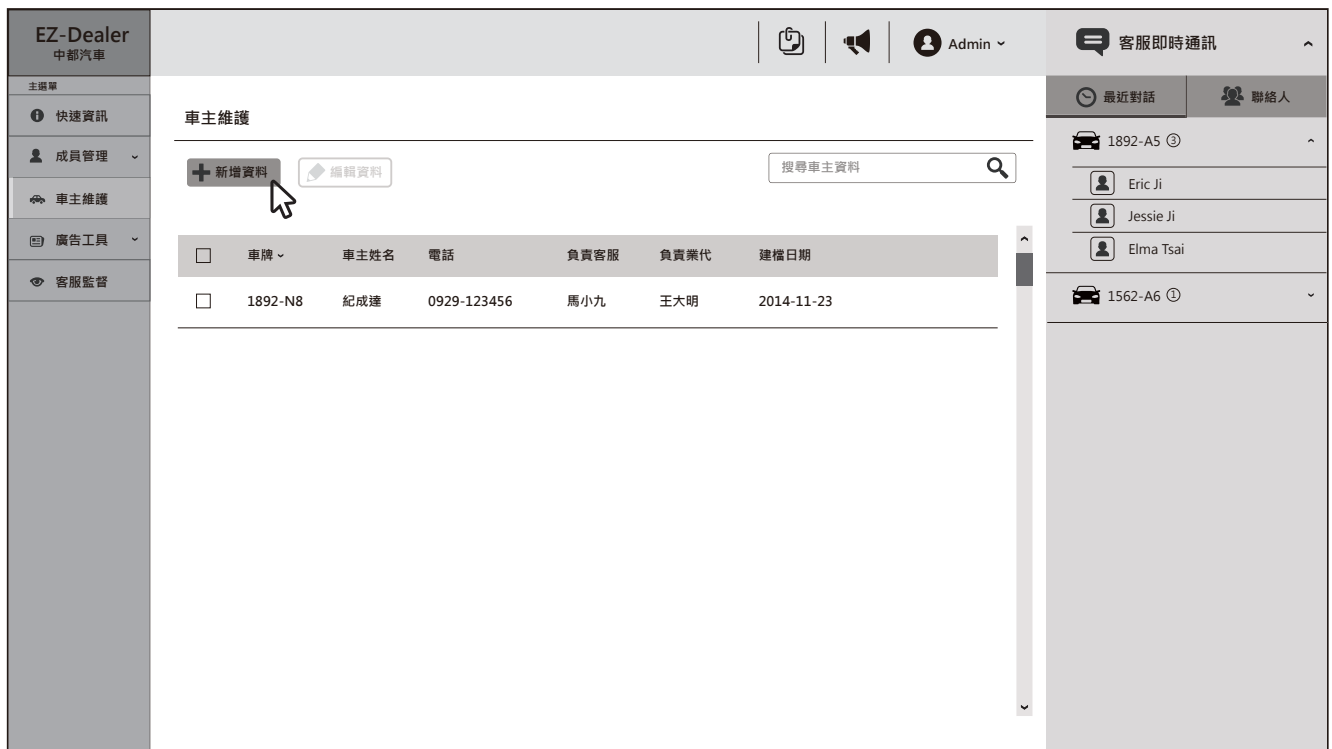 EZ-Dealer
中都汽車
Admin
主選單
快速資訊
成員管理
車主維護
廣告工具
客服監督
車主維護
新增資料
編輯資料
搜尋車主資料
車牌 車主姓名 電話 負責客服 負責業代 建檔日期
1892-N8 紀成達 0929-123456 馬小九 王大明 2014-11-23
客服即時通訊
最近對話 聯絡人
1892-A5 ③
Eric Ji
Jessie Ji
Elma Tsai
1562-A6 ①